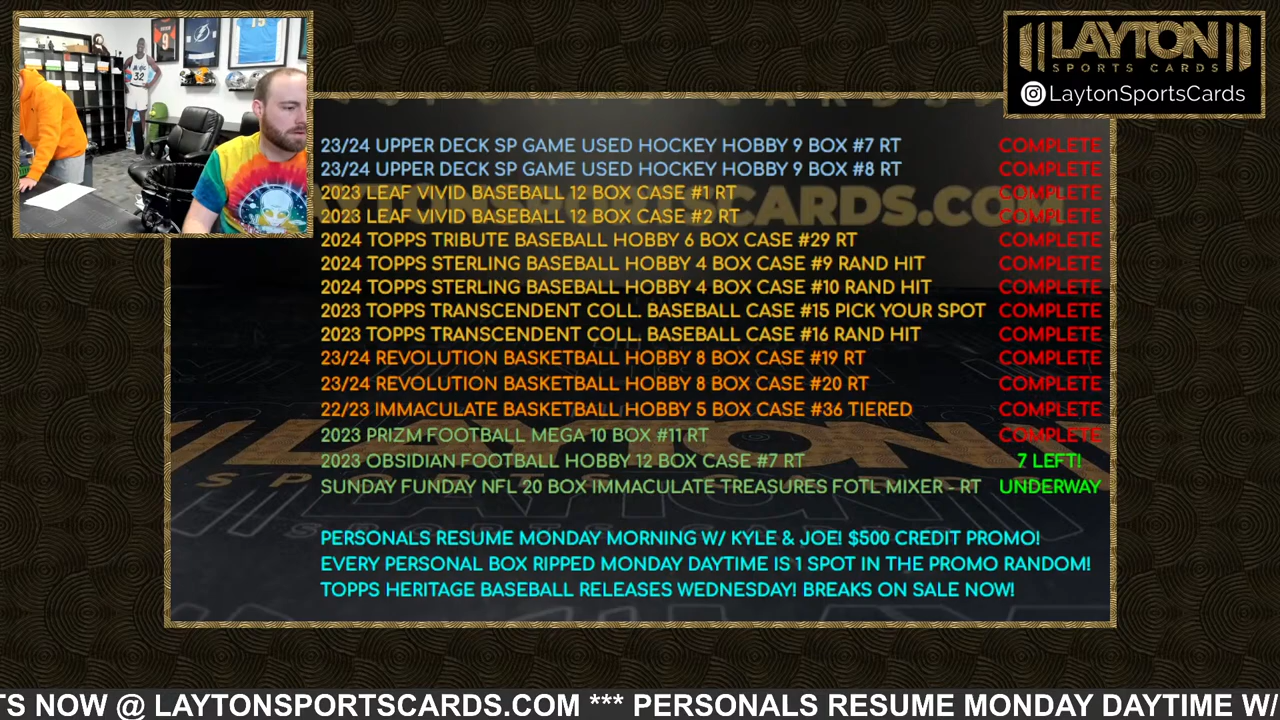 LAYTON
SPORTS CARDS
LaytonSportsCards
9
15
32
23/24 UPPER DECK SP GAME USED HOCKEY HOBBY 9 BOX #7 RT COMPLETE
23/24 UPPER DECK SP GAME USED HOCKEY HOBBY 9 BOX #8 RT COMPLETE
2023 LEAF VIVID BASEBALL 12 BOX CASE #1 RT COMPLETE
2023 LEAF VIVID BASEBALL 12 BOX CASE #2 RT COMPLETE
2024 TOPPS TRIBUTE BASEBALL HOBBY 6 BOX CASE #29 RT COMPLETE
2024 TOPPS STERLING BASEBALL HOBBY 4 BOX CASE #9 RAND HIT COMPLETE
2024 TOPPS STERLING BASEBALL HOBBY 4 BOX CASE #10 RAND HIT COMPLETE
2023 TOPPS TRANSCENDENT COLL. BASEBALL CASE #15 PICK YOUR SPOT COMPLETE
2023 TOPPS TRANSCENDENT COLL. BASEBALL CASE #16 RAND HIT COMPLETE
23/24 REVOLUTION BASKETBALL HOBBY 8 BOX CASE #19 RT COMPLETE
23/24 REVOLUTION BASKETBALL HOBBY 8 BOX CASE #20 RT COMPLETE
22/23 IMMACULATE BASKETBALL HOBBY 5 BOX CASE #36 TIERED COMPLETE
2023 PRIZM FOOTBALL MEGA 10 BOX #11 RT COMPLETE
2023 OBSIDIAN FOOTBALL HOBBY 12 BOX CASE #7 RT 7 LEFT!
SUNDAY FUNDAY NFL 20 BOX IMMACULATE TREASURES FOTL MIXER - RT UNDERWAY
PERSONALS RESUME MONDAY MORNING W/ KYLE & JOE! $500 CREDIT PROMO!
EVERY PERSONAL BOX RIPPED MONDAY DAYTIME IS 1 SPOT IN THE PROMO RANDOM!
TOPPS HERITAGE BASEBALL RELEASES WEDNESDAY! BREAKS ON SALE NOW!
TS NOW @ LAYTONSPORTSCARDS.COM *** PERSONALS RESUME MONDAY DAYTIME W/